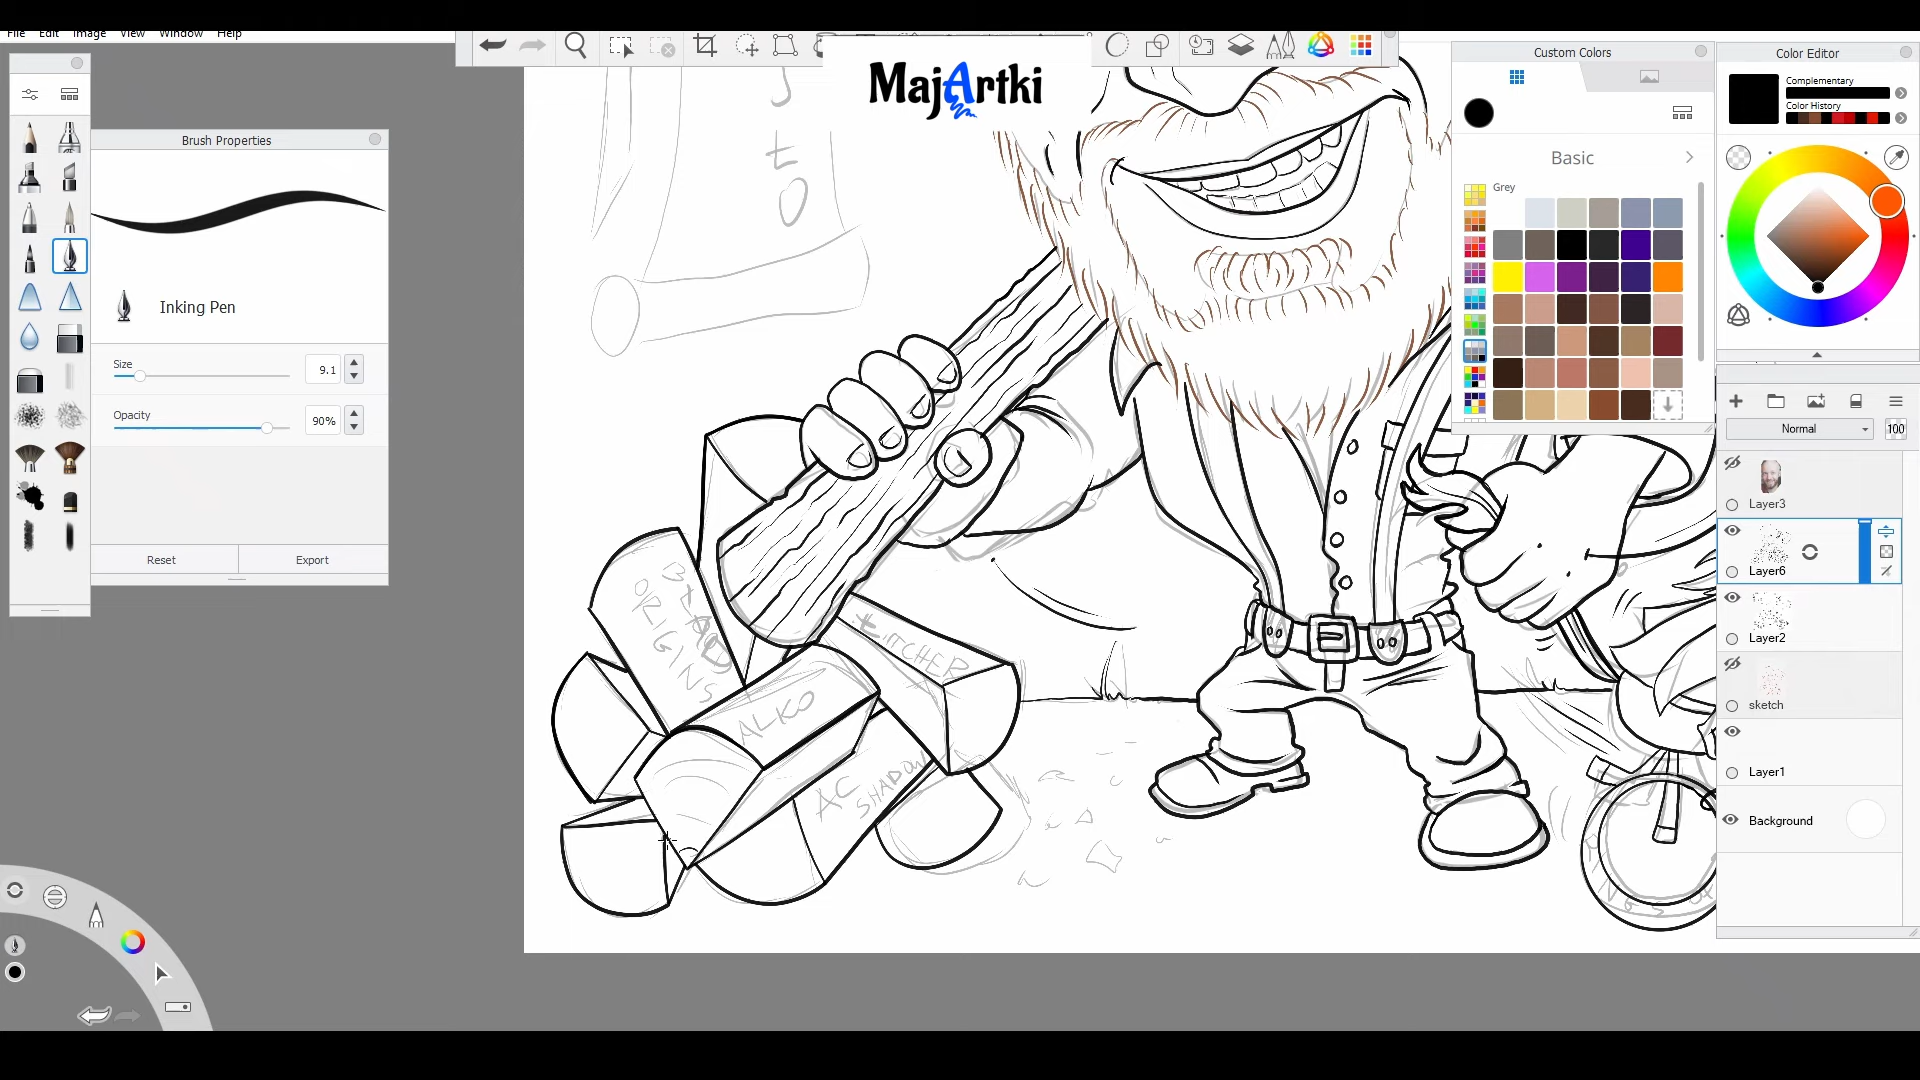 File Edit Image View Window Help
MajArtki
Brush Properties
Inking Pen
Size
9.1
Opacity
90%
Reset
Export
Custom Colors
Basic
Grey
Color Editor
Complementary
Color History
Normal
100
Layer3
Layer6
Layer2
sketch
Layer1
Background
t
O
ORIGINS
ALKO
AC
SHADOW